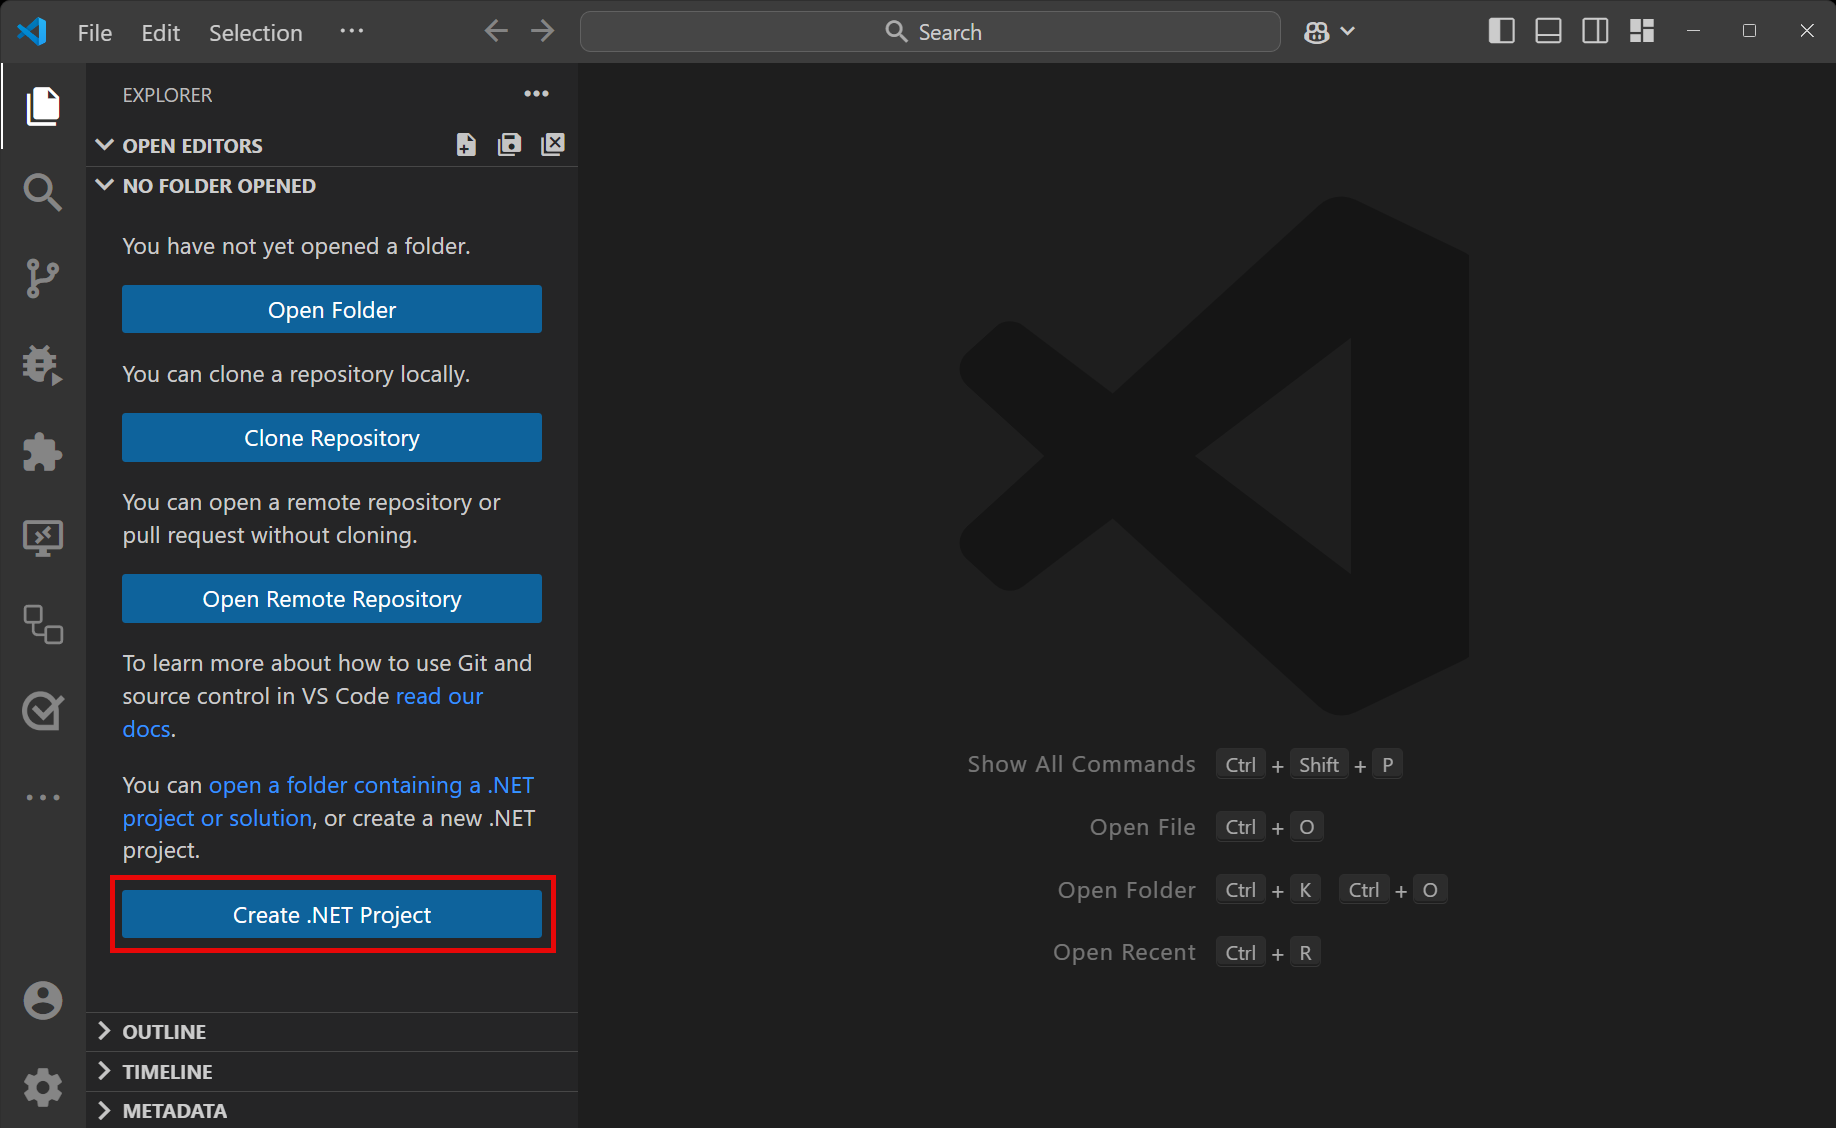 File Edit Selection ···
Search
EXPLORER
OPEN EDITORS
NO FOLDER OPENED
You have not yet opened a folder.
Open Folder
You can clone a repository locally.
Clone Repository
You can open a remote repository or
pull request without cloning.
Open Remote Repository
To learn more about how to use Git and
source control in VS Code read our
docs.
You can open a folder containing a .NET
project or solution, or create a new .NET
project.
Create .NET Project
OUTLINE
TIMELINE
METADATA
Show All Commands Ctrl + Shift + P
Open File Ctrl + O
Open Folder Ctrl + K Ctrl + O
Open Recent Ctrl + R